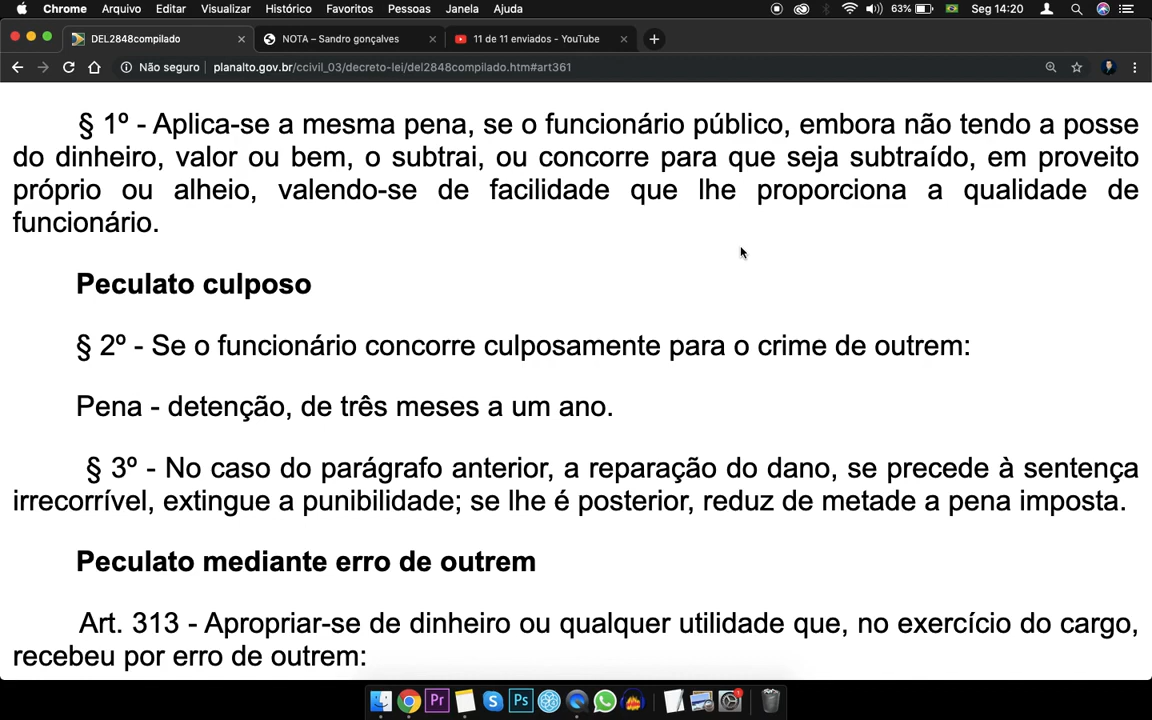 Chrome Arquivo Editar Visualizar Histórico Favoritos Pessoas Janela Ajuda 63% Seg 14:20
DEL2848compilado NOTA – Sandro gonçalves 11 de 11 enviados - YouTube
Não seguro planalto.gov.br/ccivil_03/decreto-lei/del2848compilado.htm#art361
§ 1º - Aplica-se a mesma pena, se o funcionário público, embora não tendo a posse
do dinheiro, valor ou bem, o subtrai, ou concorre para que seja subtraído, em proveito
próprio ou alheio, valendo-se de facilidade que lhe proporciona a qualidade de
funcionário.
Peculato culposo
§ 2º - Se o funcionário concorre culposamente para o crime de outrem:
Pena - detenção, de três meses a um ano.
§ 3º - No caso do parágrafo anterior, a reparação do dano, se precede à sentença
irrecorrível, extingue a punibilidade; se lhe é posterior, reduz de metade a pena imposta.
Peculato mediante erro de outrem
Art. 313 - Apropriar-se de dinheiro ou qualquer utilidade que, no exercício do cargo,
recebeu por erro de outrem:
Pr Ps